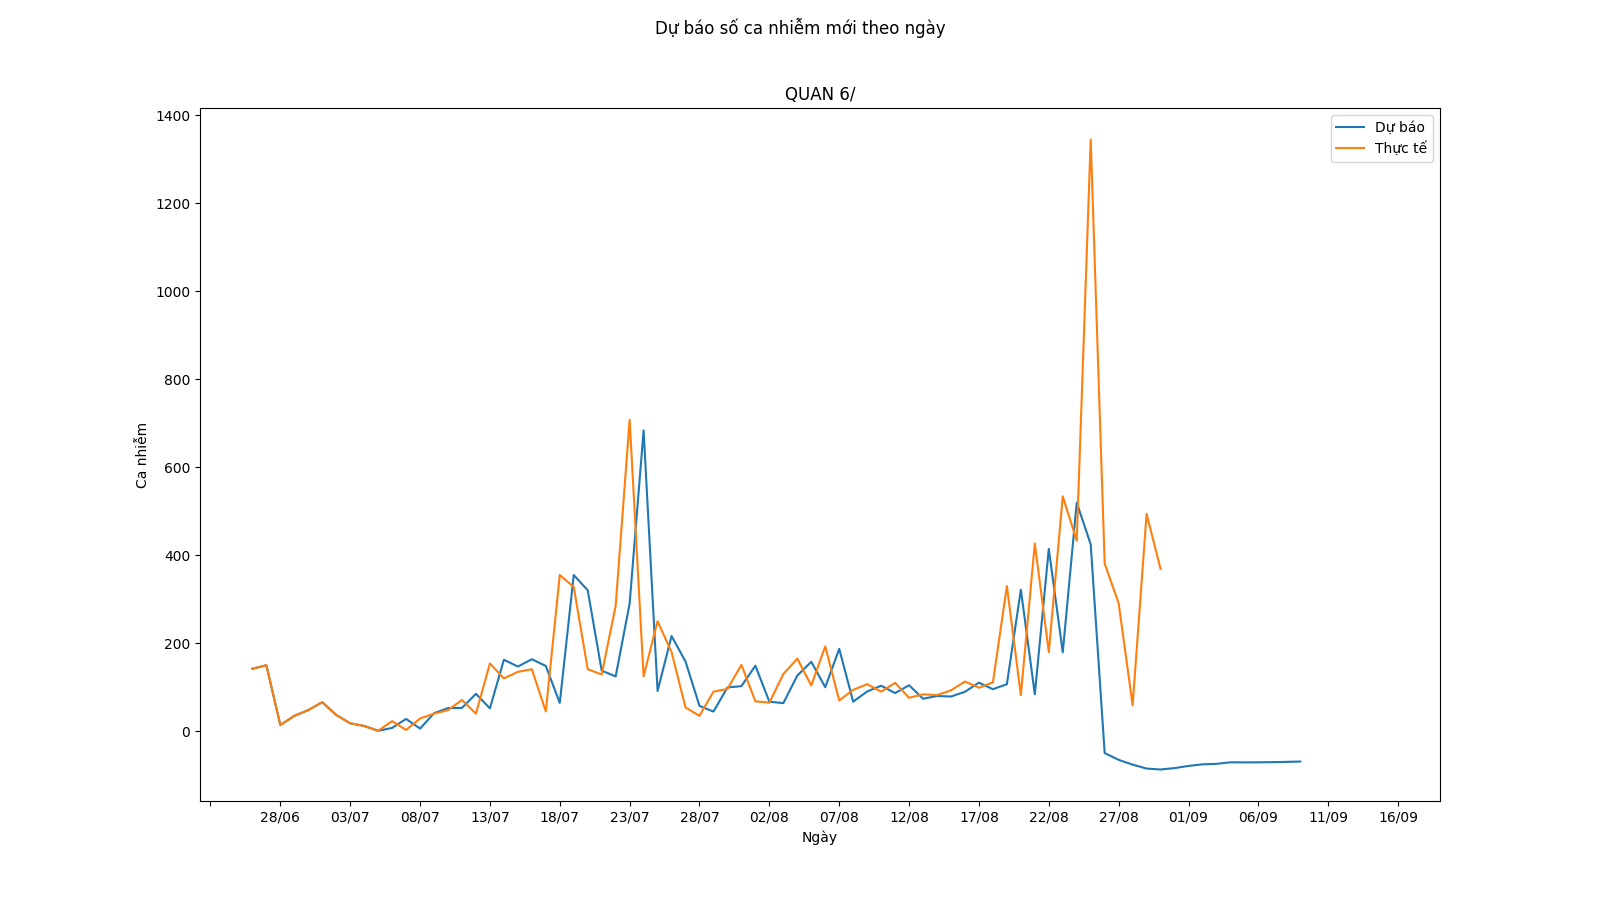 Dự báo số ca nhiễm mới theo ngày
QUAN 6/
1400
1200
1000
800
600
400
200
0
Ca nhiễm
Dự báo
Thực tế
28/06 03/07 08/07 13/07 18/07 23/07 28/07 02/08 07/08 12/08 17/08 22/08 27/08 01/09 06/09 11/09 16/09
Ngày